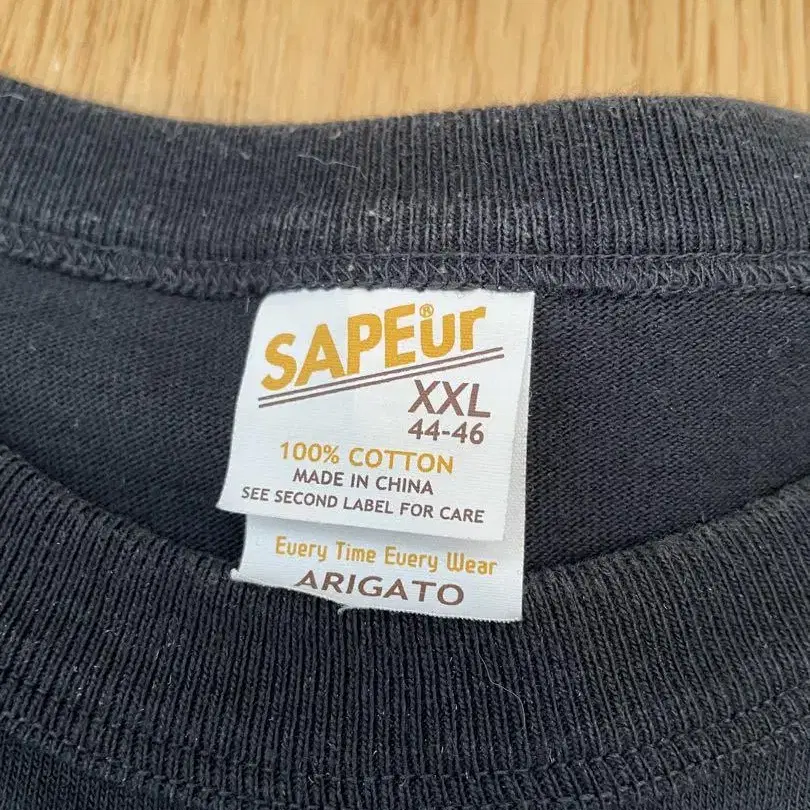 SAPEur®
XXL
44-46
100% COTTON
MADE IN CHINA
SEE SECOND LABEL FOR CARE
Every Time Every Wear
ARIGATO